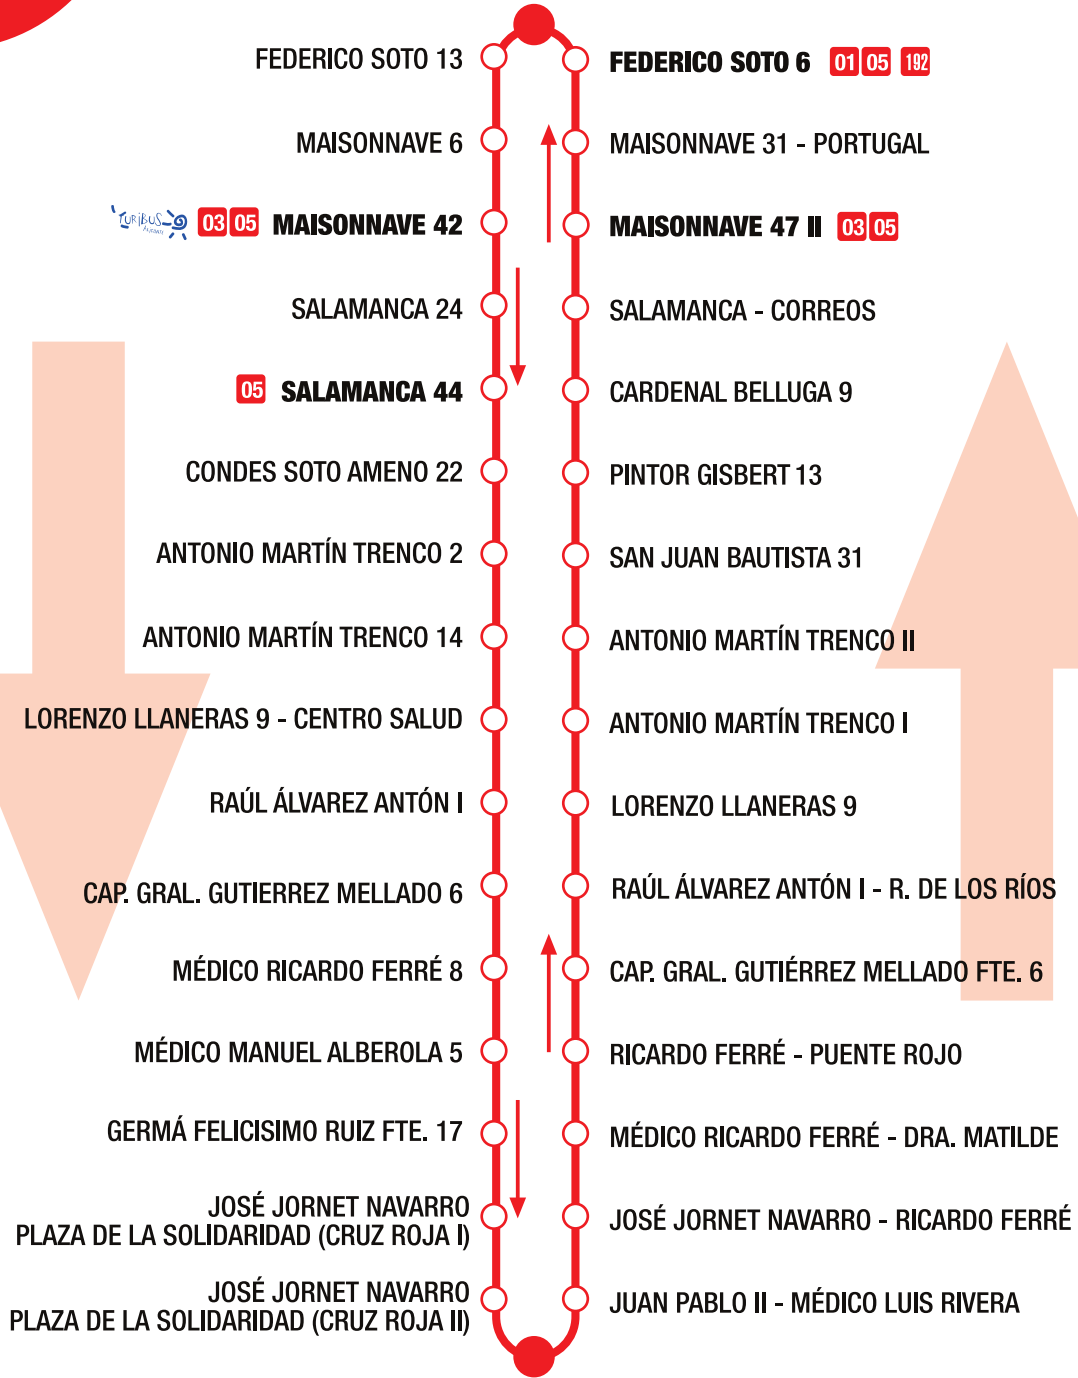 FEDERICO SOTO 13
MAISONNAVE 6
TURIBUS Alicante 03 05 MAISONNAVE 42
SALAMANCA 24
05 SALAMANCA 44
CONDES SOTO AMENO 22
ANTONIO MARTÍN TRENCO 2
ANTONIO MARTÍN TRENCO 14
LORENZO LLANERAS 9 - CENTRO SALUD
RAÚL ÁLVAREZ ANTÓN I
CAP. GRAL. GUTIERREZ MELLADO 6
MÉDICO RICARDO FERRÉ 8
MÉDICO MANUEL ALBEROLA 5
GERMÁ FELICISIMO RUIZ FTE. 17
JOSÉ JORNET NAVARRO
PLAZA DE LA SOLIDARIDAD (CRUZ ROJA I)
JOSÉ JORNET NAVARRO
PLAZA DE LA SOLIDARIDAD (CRUZ ROJA II)
FEDERICO SOTO 6 01 05 192
MAISONNAVE 31 - PORTUGAL
MAISONNAVE 47 II 03 05
SALAMANCA - CORREOS
CARDENAL BELLUGA 9
PINTOR GISBERT 13
SAN JUAN BAUTISTA 31
ANTONIO MARTÍN TRENCO II
ANTONIO MARTÍN TRENCO I
LORENZO LLANERAS 9
RAÚL ÁLVAREZ ANTÓN I - R. DE LOS RÍOS
CAP. GRAL. GUTIÉRREZ MELLADO FTE. 6
RICARDO FERRÉ - PUENTE ROJO
MÉDICO RICARDO FERRÉ - DRA. MATILDE
JOSÉ JORNET NAVARRO - RICARDO FERRÉ
JUAN PABLO II - MÉDICO LUIS RIVERA